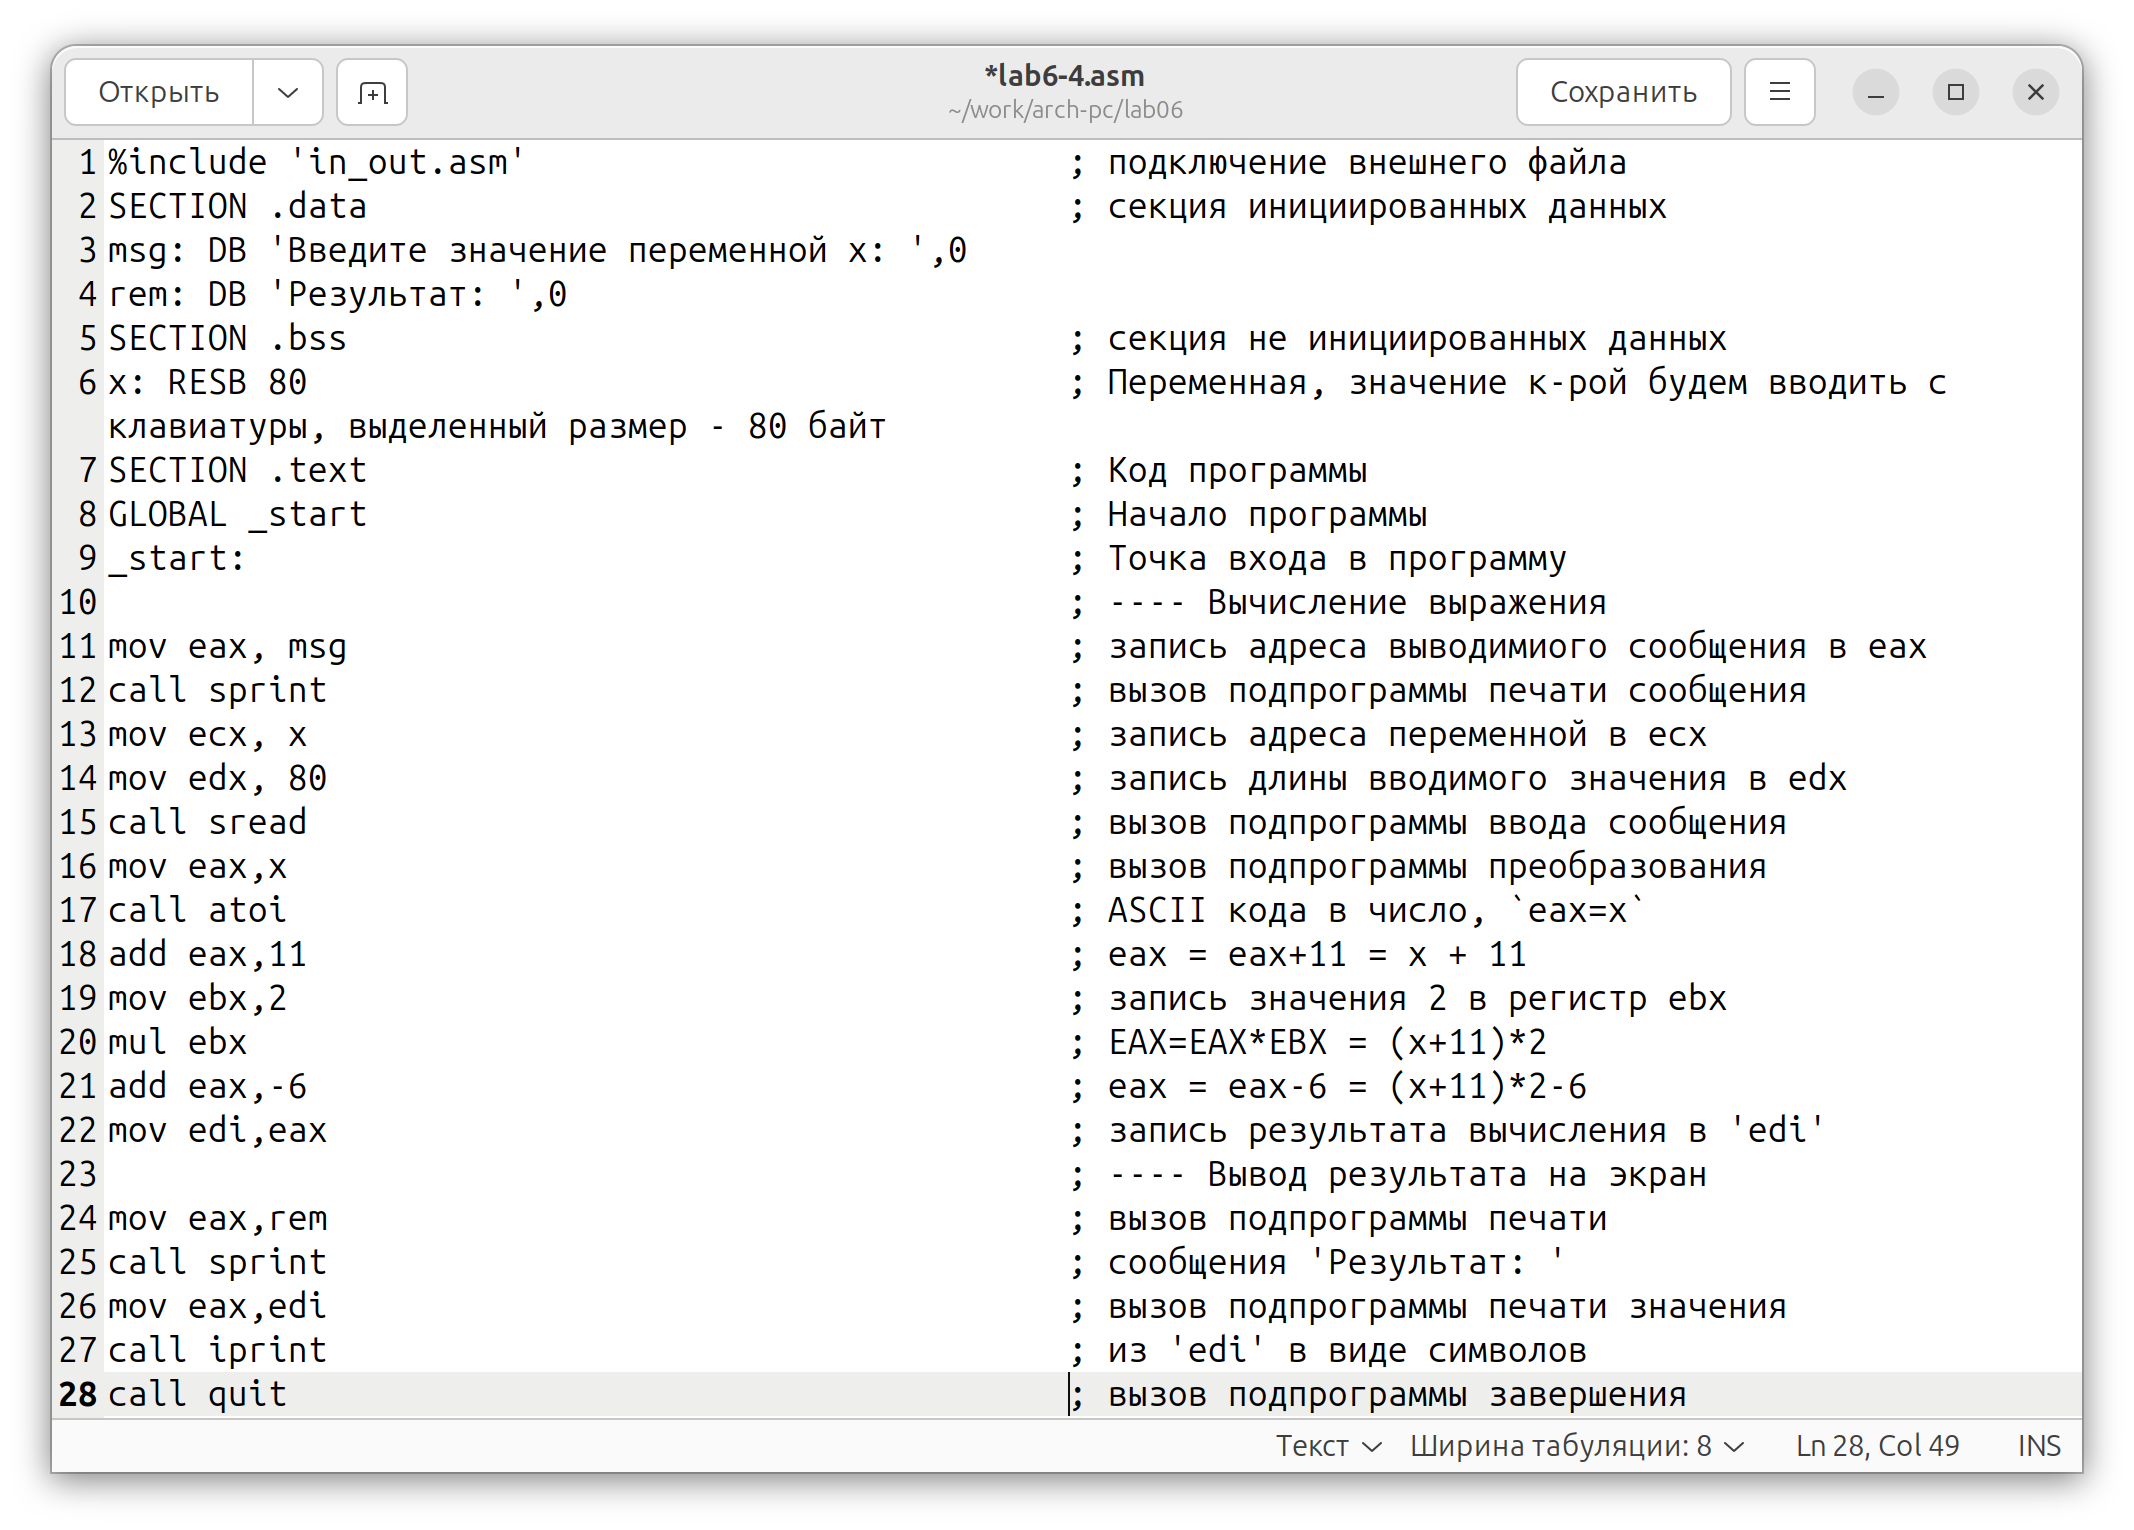 Открыть
*lab6-4.asm
~/work/arch-pc/lab06
Сохранить
1 %include 'in_out.asm' ; подключение внешнего файла
2 SECTION .data ; секция инициированных данных
3 msg: DB 'Введите значение переменной х: ',0
4 rem: DB 'Результат: ',0
5 SECTION .bss ; секция не инициированных данных
6 x: RESB 80 ; Переменная, значение к-рой будем вводить с
клавиатуры, выделенный размер - 80 байт
7 SECTION .text ; Код программы
8 GLOBAL _start ; Начало программы
9 _start: ; Точка входа в программу
10 ; ---- Вычисление выражения
11 mov eax, msg ; запись адреса выводимиого сообщения в eax
12 call sprint ; вызов подпрограммы печати сообщения
13 mov ecx, x ; запись адреса переменной в ecx
14 mov edx, 80 ; запись длины вводимого значения в edx
15 call sread ; вызов подпрограммы ввода сообщения
16 mov eax,x ; вызов подпрограммы преобразования
17 call atoi ; ASCII кода в число, `eax=x`
18 add eax,11 ; eax = eax+11 = x + 11
19 mov ebx,2 ; запись значения 2 в регистр ebx
20 mul ebx ; EAX=EAX*EBX = (x+11)*2
21 add eax,-6 ; eax = eax-6 = (x+11)*2-6
22 mov edi,eax ; запись результата вычисления в 'edi'
23 ; ---- Вывод результата на экран
24 mov eax,rem ; вызов подпрограммы печати
25 call sprint ; сообщения 'Результат: '
26 mov eax,edi ; вызов подпрограммы печати значения
27 call iprint ; из 'edi' в виде символов
28 call quit ; вызов подпрограммы завершения
Текст Ширина табуляции: 8 Ln 28, Col 49 INS